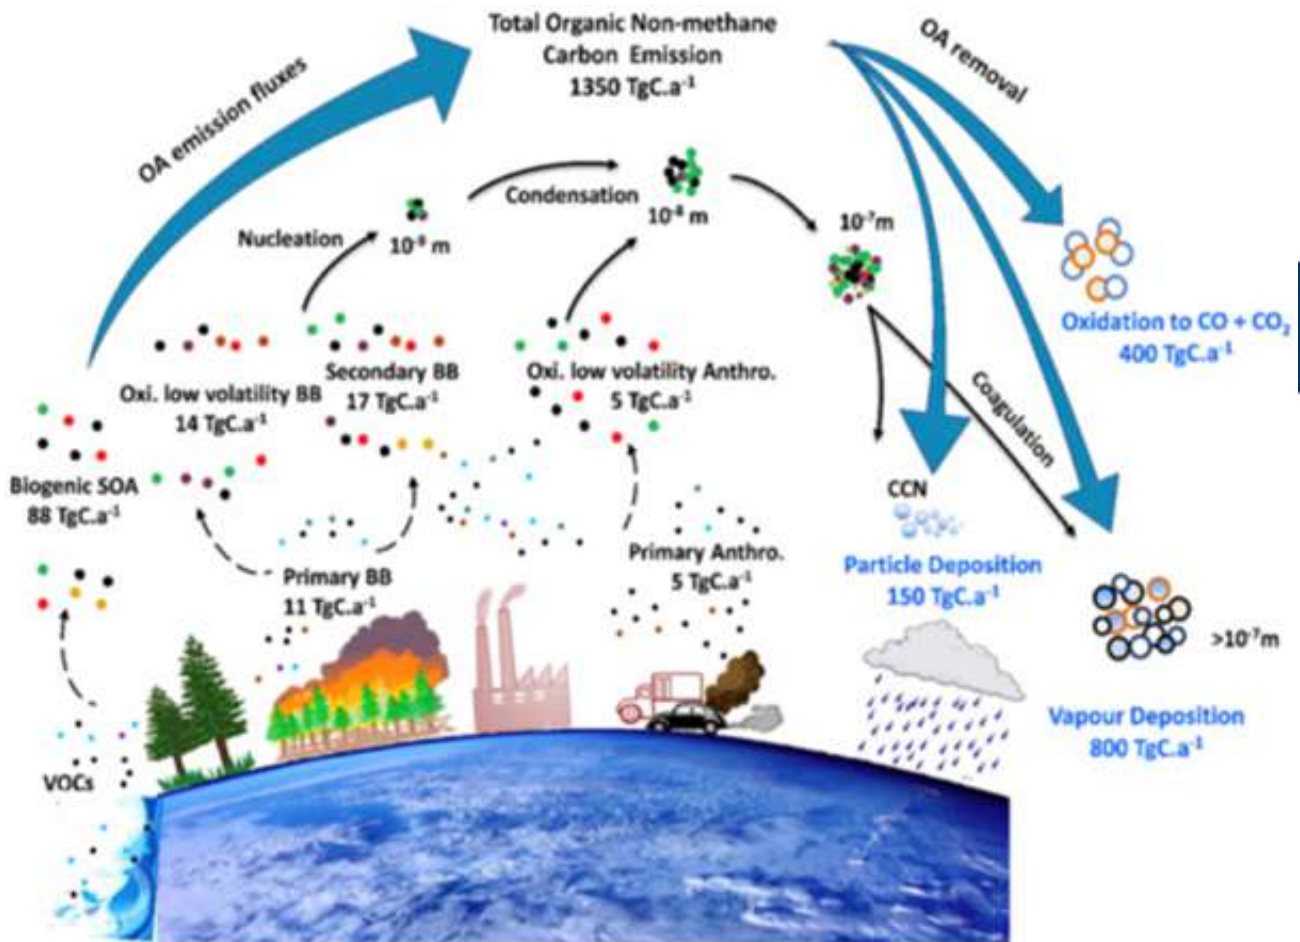 Total Organic Non-methane
Carbon Emission
1350 TgC.a⁻¹
OA emission fluxes
OA removal
Nucleation
10⁻⁹ m
Condensation
10⁻⁸ m
10⁻⁷m
Oxidation to CO + CO₂
400 TgC.a⁻¹
Oxi. low volatility BB
14 TgC.a⁻¹
Secondary BB
17 TgC.a⁻¹
Oxi. low volatility Anthro.
5 TgC.a⁻¹
Coagulation
Biogenic SOA
88 TgC.a⁻¹
CCN
Primary BB
11 TgC.a⁻¹
Primary Anthro.
5 TgC.a⁻¹
Particle Deposition
150 TgC.a⁻¹
>10⁻⁷m
Vapour Deposition
800 TgC.a⁻¹
VOCs